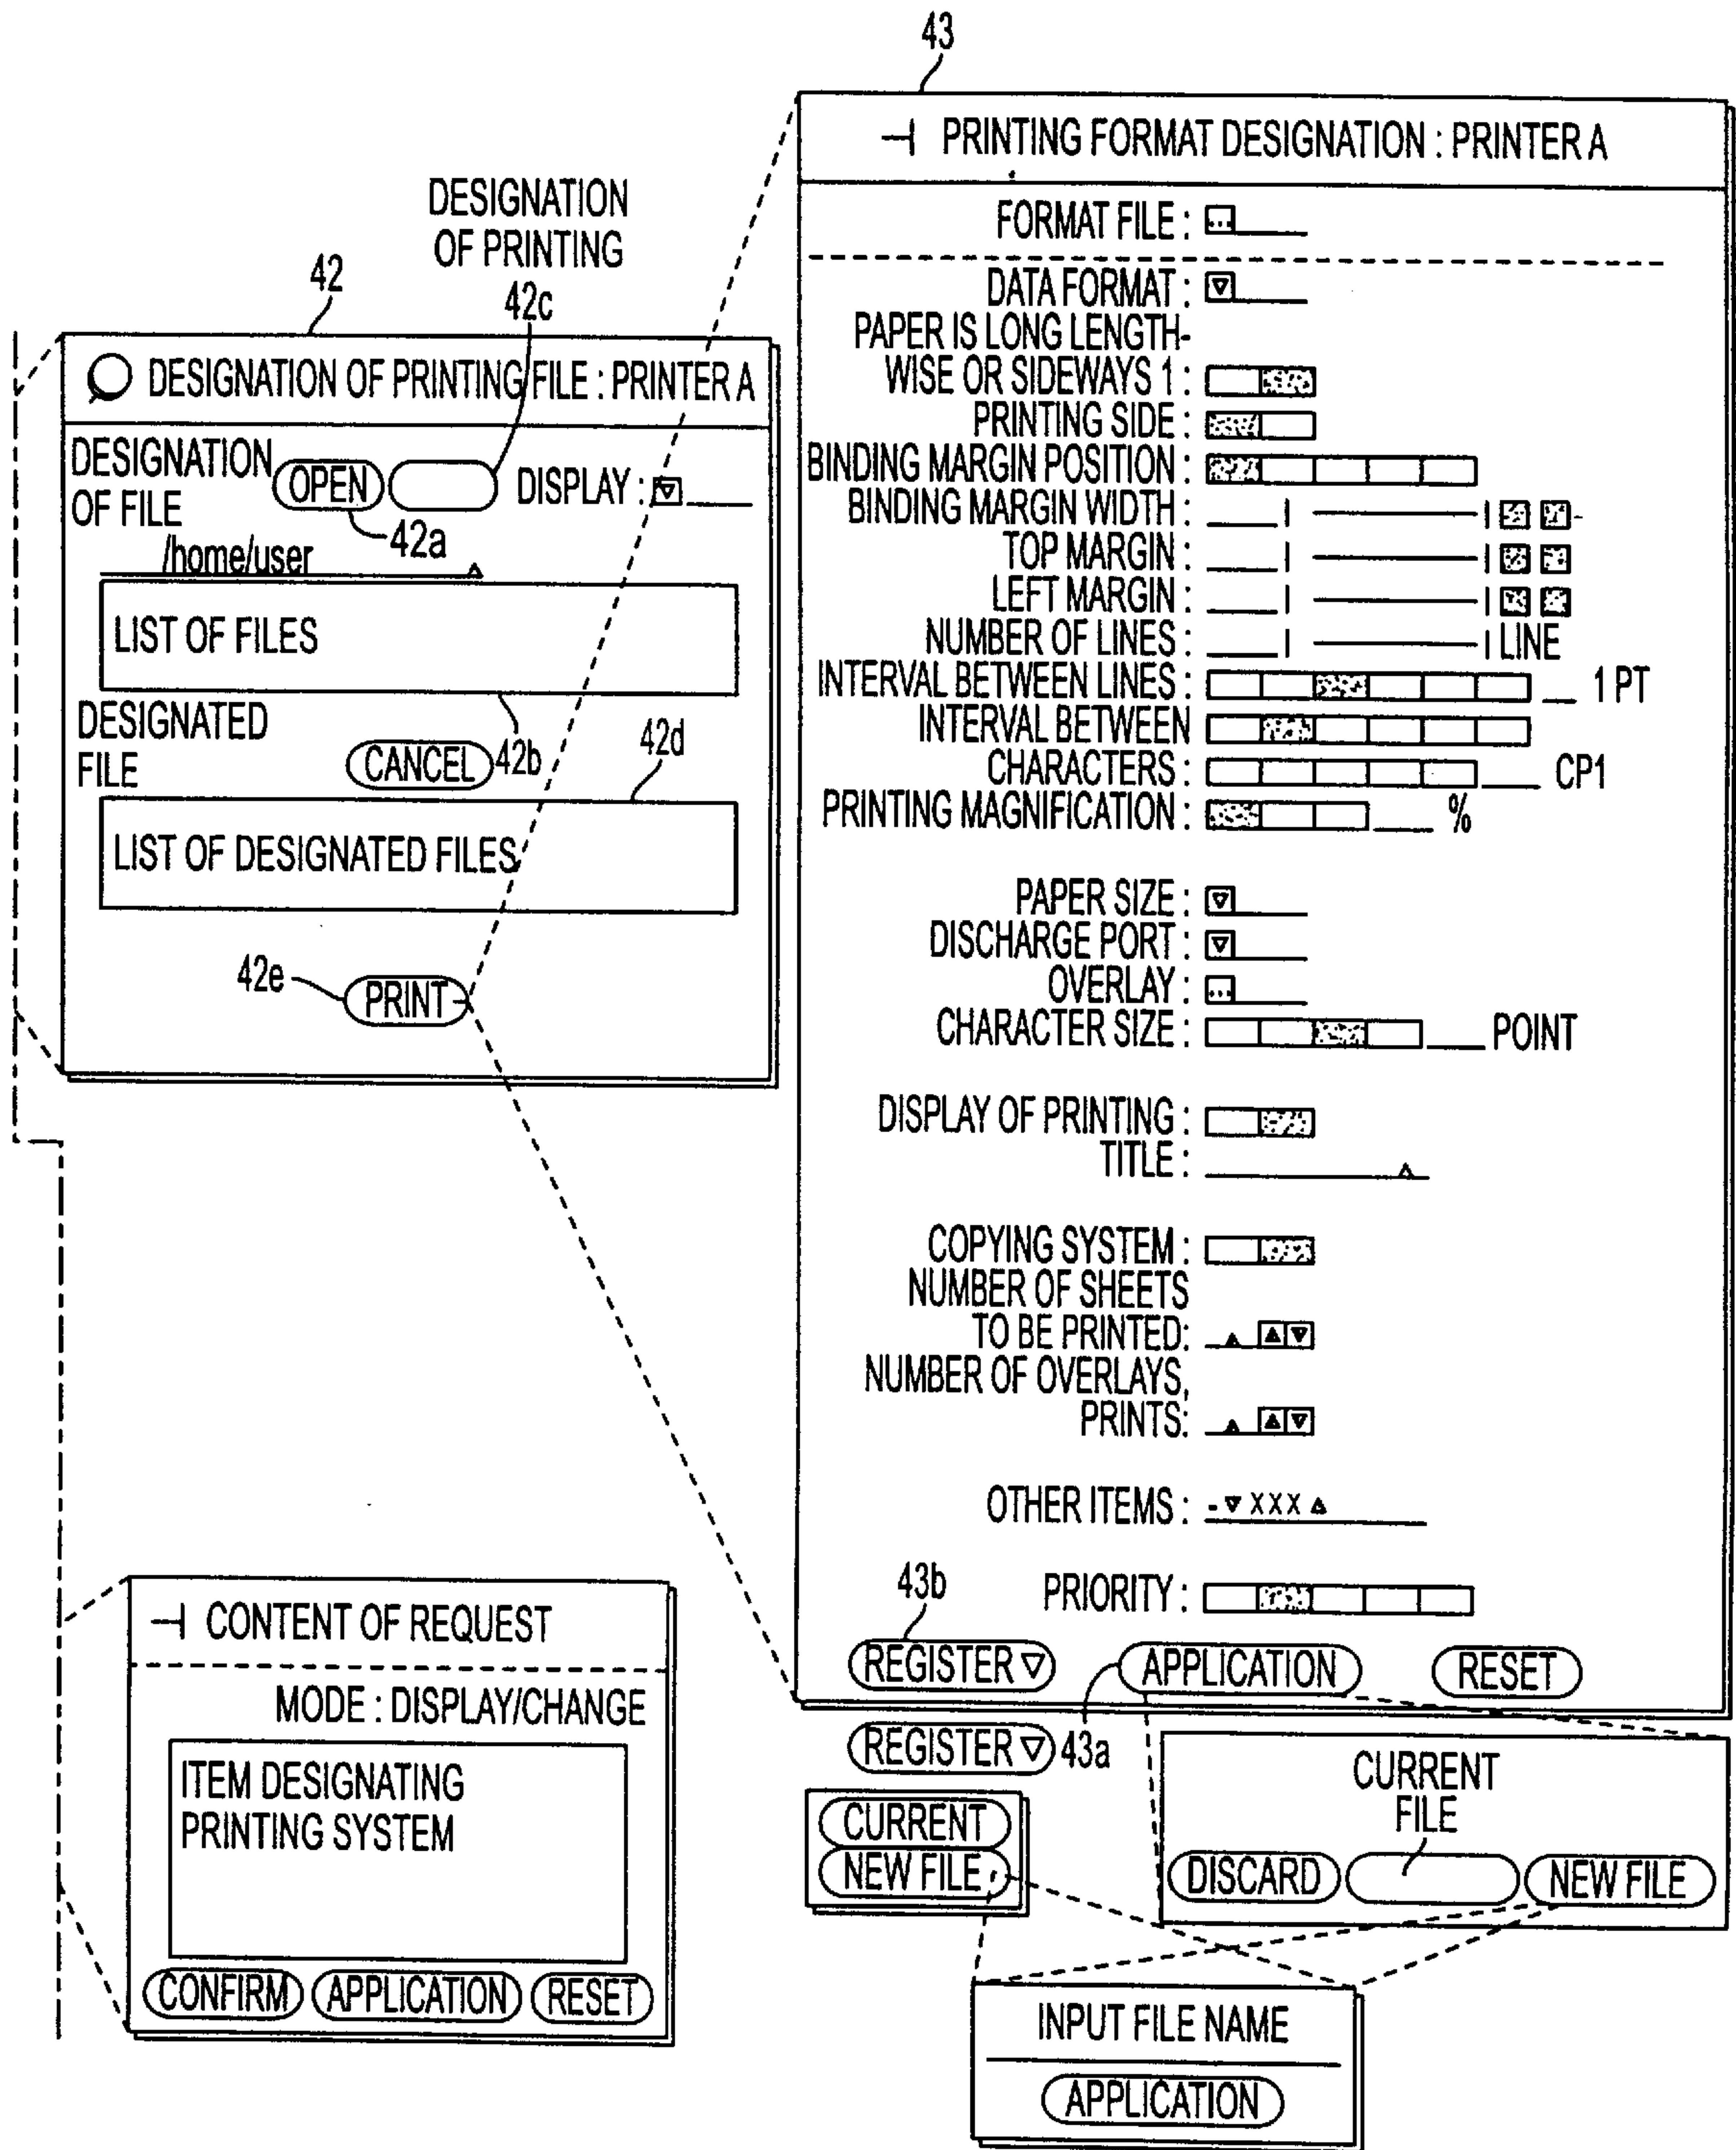 43
PRINTING FORMAT DESIGNATION : PRINTER A
FORMAT FILE :
DATA FORMAT :
PAPER IS LONG LENGTH-
WISE OR SIDEWAYS 1 :
PRINTING SIDE :
BINDING MARGIN POSITION :
BINDING MARGIN WIDTH :
TOP MARGIN :
LEFT MARGIN :
NUMBER OF LINES : LINE
INTERVAL BETWEEN LINES : 1 PT
INTERVAL BETWEEN
CHARACTERS : CP1
PRINTING MAGNIFICATION : %
PAPER SIZE :
DISCHARGE PORT :
OVERLAY :
CHARACTER SIZE : POINT
DISPLAY OF PRINTING :
TITLE :
COPYING SYSTEM :
NUMBER OF SHEETS
TO BE PRINTED:
NUMBER OF OVERLAYS,
PRINTS:
OTHER ITEMS : - XXX
PRIORITY :
43b
REGISTER APPLICATION RESET
43a
REGISTER
CURRENT
NEW FILE
CURRENT
FILE
DISCARD NEW FILE
INPUT FILE NAME
APPLICATION
DESIGNATION
OF PRINTING
42
42c
DESIGNATION OF PRINTING FILE : PRINTER A
DESIGNATION
OF FILE
OPEN DISPLAY :
42a
/home/user
LIST OF FILES
42b
DESIGNATED
FILE
CANCEL
42d
LIST OF DESIGNATED FILES
42e
PRINT
CONTENT OF REQUEST
MODE : DISPLAY/CHANGE
ITEM DESIGNATING
PRINTING SYSTEM
CONFIRM APPLICATION RESET